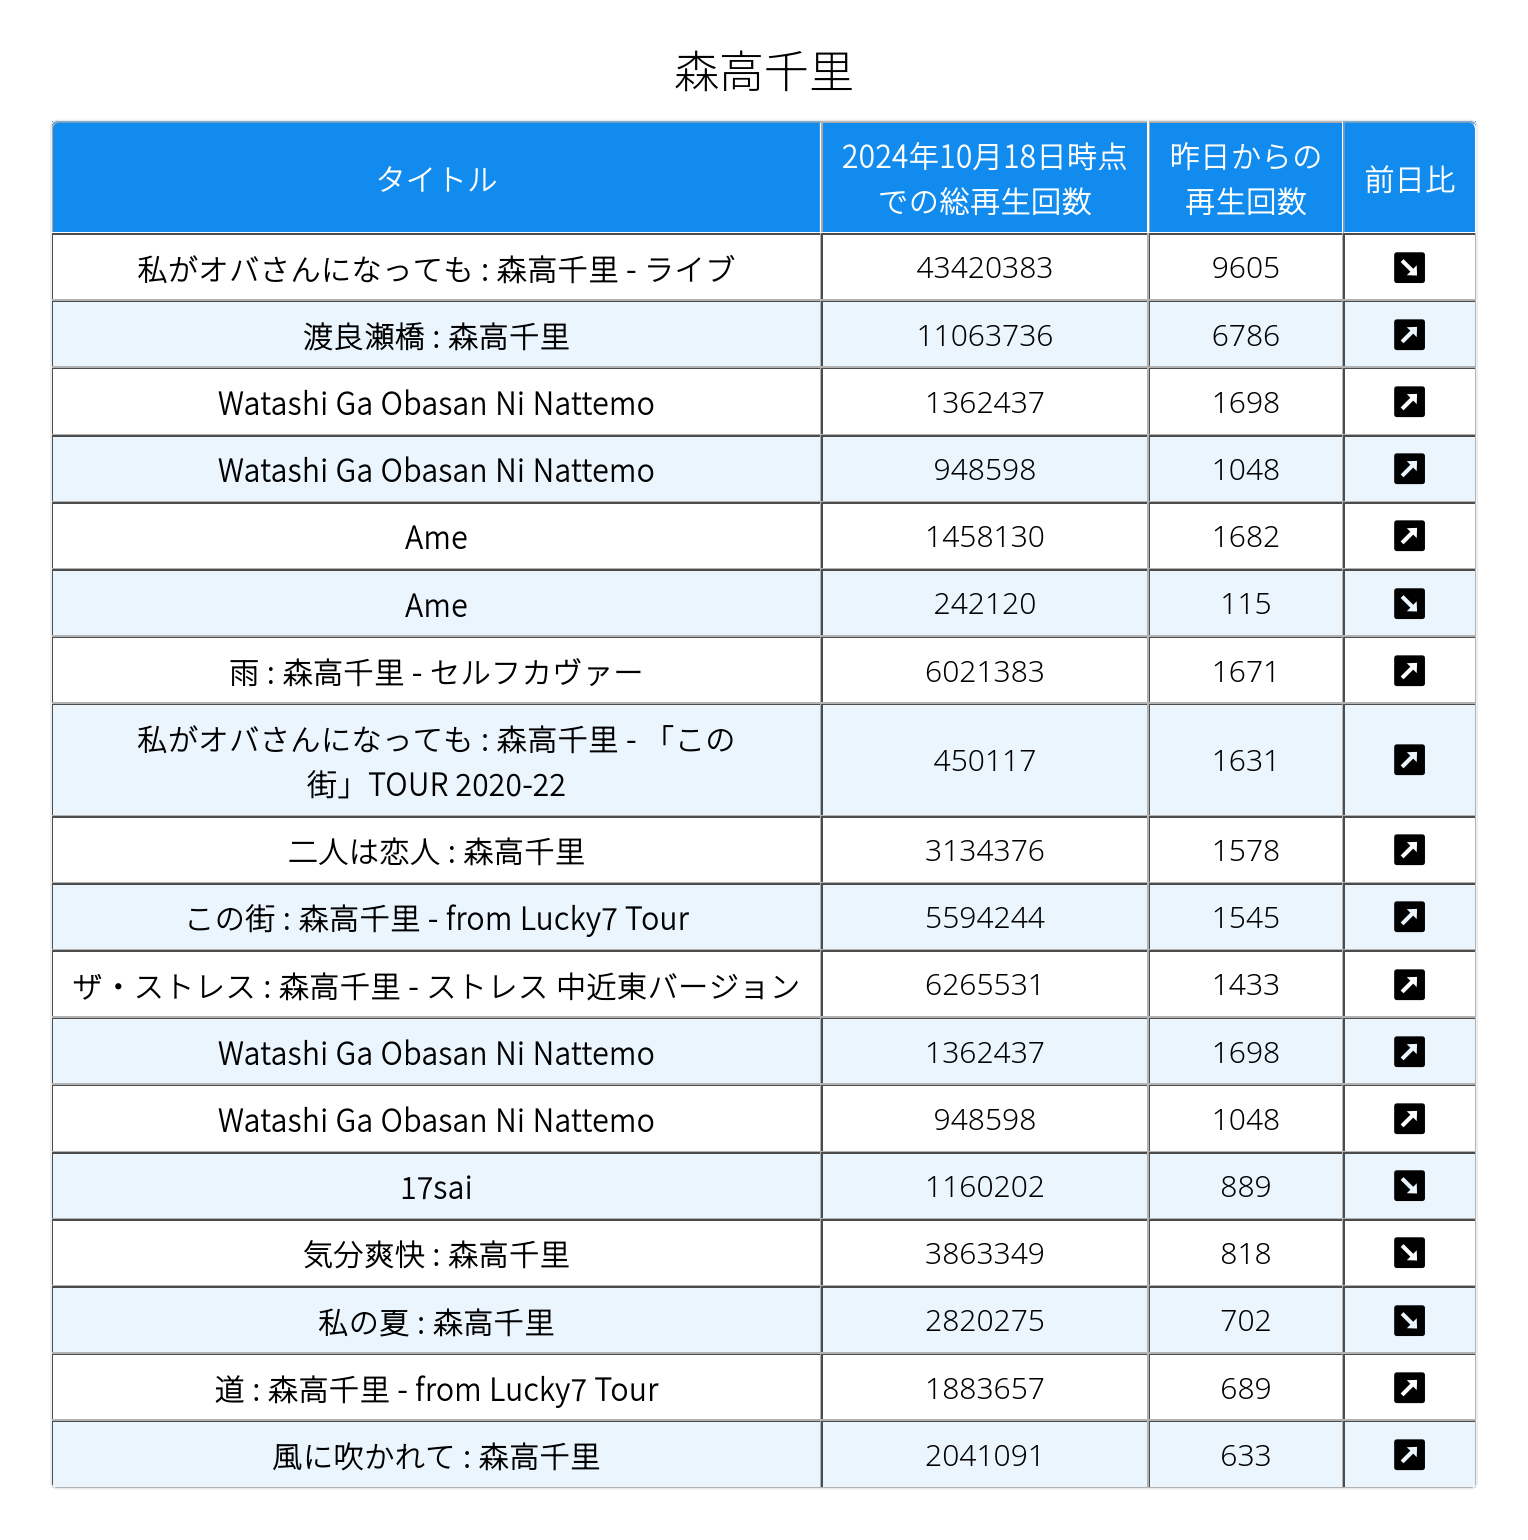 森高千里
タイトル
2024年10月18日時点
での総再生回数
昨日からの
再生回数
前日比
私がオバさんになっても : 森高千里 - ライブ 43420383 9605
渡良瀬橋 : 森高千里 11063736 6786
Watashi Ga Obasan Ni Nattemo 1362437 1698
Watashi Ga Obasan Ni Nattemo 948598 1048
Ame 1458130 1682
Ame 242120 115
雨 : 森高千里 - セルフカヴァー 6021383 1671
私がオバさんになっても : 森高千里 - 「この
街」TOUR 2020-22 450117 1631
二人は恋人 : 森高千里 3134376 1578
この街 : 森高千里 - from Lucky7 Tour 5594244 1545
ザ・ストレス : 森高千里 - ストレス 中近東バージョン 6265531 1433
Watashi Ga Obasan Ni Nattemo 1362437 1698
Watashi Ga Obasan Ni Nattemo 948598 1048
17sai 1160202 889
気分爽快 : 森高千里 3863349 818
私の夏 : 森高千里 2820275 702
道 : 森高千里 - from Lucky7 Tour 1883657 689
風に吹かれて : 森高千里 2041091 633